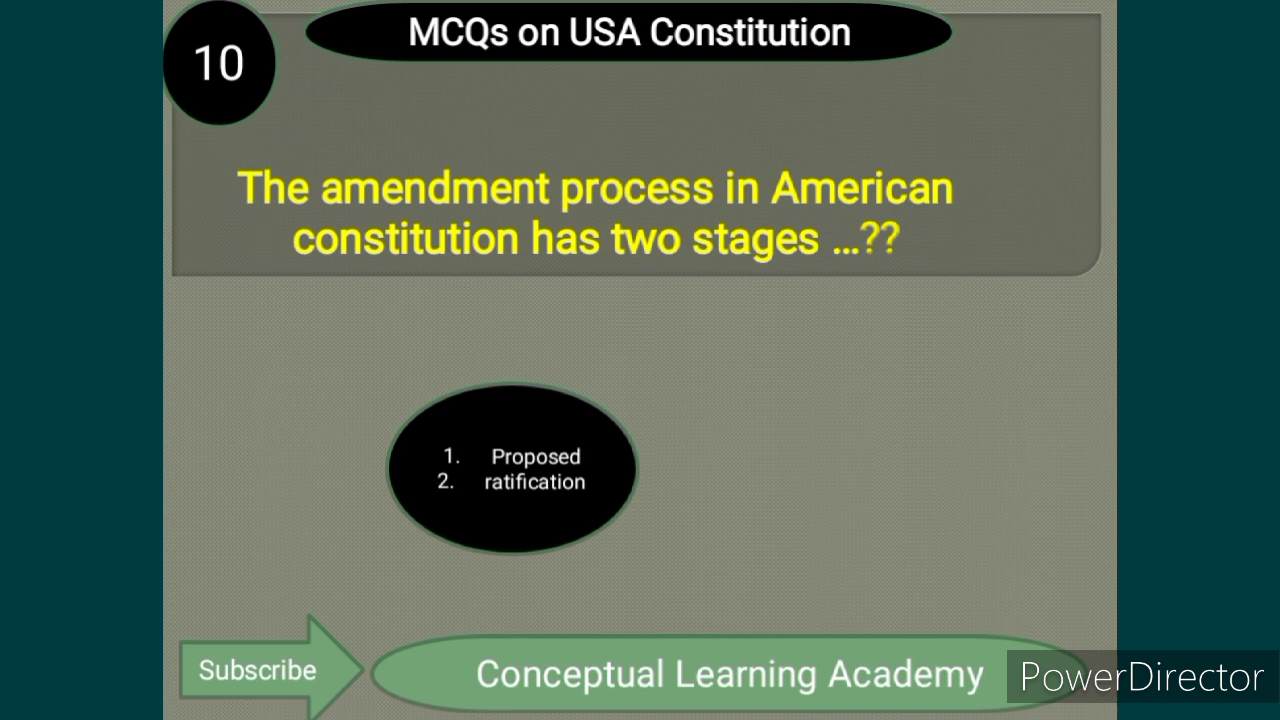 MCQs on USA Constitution
10
The amendment process in American
constitution has two stages ...??
1. Proposed
2. ratification
Subscribe
Conceptual Learning Academy
PowerDirector